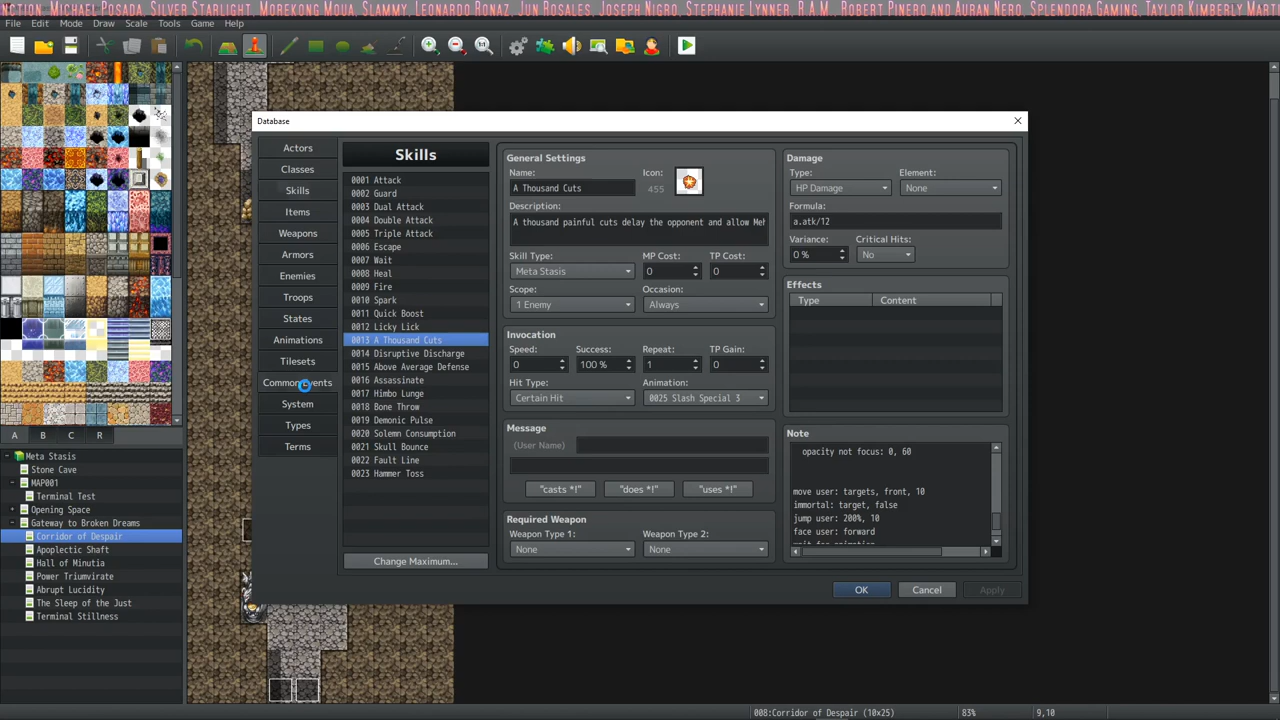 NCTION, MICHAEL POSADA, SILVER STARLIGHT, MOREKONG MOUA, SLAMMY, LEONARDO BONAZ, JUN ROSALES, JOSEPH NIGRO, STEPHANIE LYNNER, R.A.M., ROBERT PINERO AND AURAN NERO, SPLENDORA GAMING, TAYLOR KIMBERLY MARTI
File Edit Mode Draw Scale Tools Game Help
Database
Actors
Classes
Skills
Items
Weapons
Armors
Enemies
Troops
States
Animations
Tilesets
Common Events
System
Types
Terms
Skills
0001 Attack
0002 Guard
0003 Dual Attack
0004 Double Attack
0005 Triple Attack
0006 Escape
0007 Wait
0008 Heal
0009 Fire
0010 Spark
0011 Quick Boost
0012 Licky Lick
0013 A Thousand Cuts
0014 Disruptive Discharge
0015 Above Average Defense
0016 Assassinate
0017 Himbo Lunge
0018 Bone Throw
0019 Demonic Pulse
0020 Solemn Consumption
0021 Skull Bounce
0022 Fault Line
0023 Hammer Toss
Change Maximum...
General Settings
Name: Icon:
A Thousand Cuts 455
Description:
A thousand painful cuts delay the opponent and allow Meh
Skill Type: MP Cost: TP Cost:
Meta Stasis 0 0
Scope: Occasion:
1 Enemy Always
Invocation
Speed: Success: Repeat: TP Gain:
0 100 % 1 0
Hit Type: Animation:
Certain Hit 0025 Slash Special 3
Message
(User Name)
"casts *!" "does *!" "uses *!"
Required Weapon
Weapon Type 1: Weapon Type 2:
None None
Damage
Type: Element:
HP Damage None
Formula:
a.atk/12
Variance: Critical Hits:
0 % No
Effects
Type Content
Note
opacity not focus: 0, 60
move user: targets, front, 10
immortal: target, false
jump user: 200%, 10
face user: forward
wait for animation
OK Cancel Apply
A B C R
Meta Stasis
Stone Cave
MAP001
Terminal Test
Opening Space
Gateway to Broken Dreams
Corridor of Despair
Apoplectic Shaft
Hall of Minutia
Power Triumvirate
Abrupt Lucidity
The Sleep of the Just
Terminal Stillness
008:Corridor of Despair (10x25) 83% 9,10